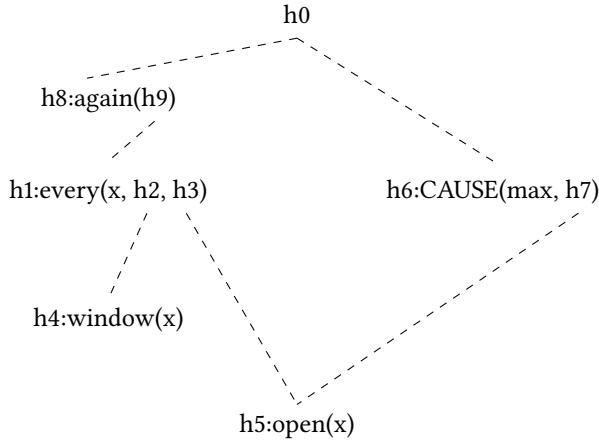 h0
h8:again(h9)
h1:every(x, h2, h3)
h6:CAUSE(max, h7)
h4:window(x)
h5:open(x)